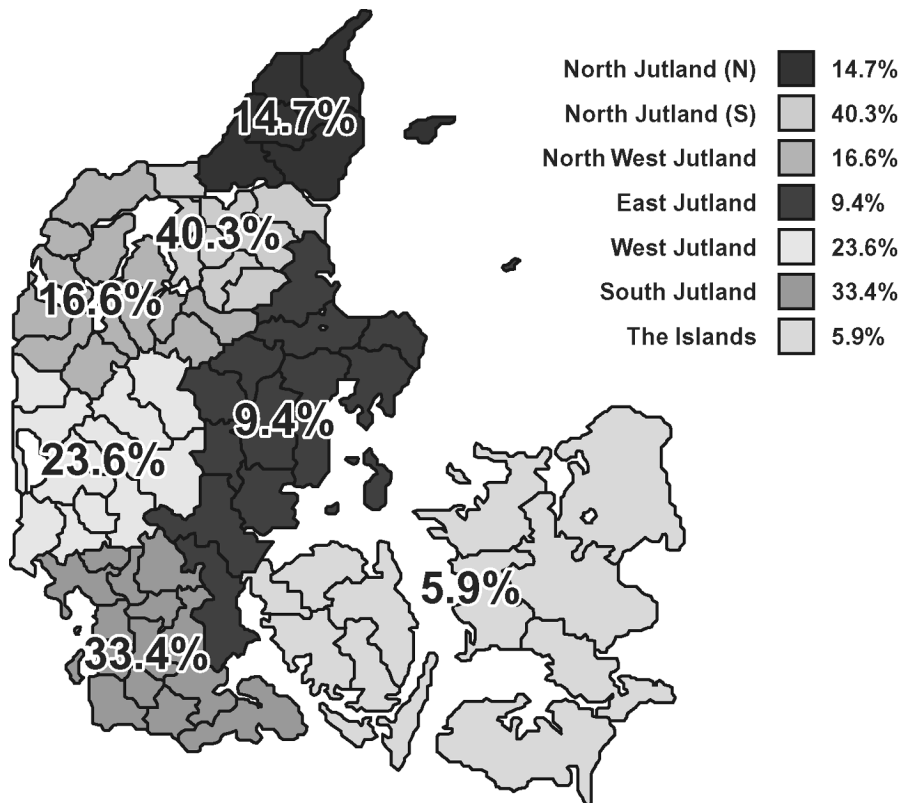 North Jutland (N) 14.7%
North Jutland (S) 40.3%
North West Jutland 16.6%
East Jutland 9.4%
West Jutland 23.6%
South Jutland 33.4%
The Islands 5.9%
14.7%
40.3%
16.6%
9.4%
23.6%
5.9%
33.4%